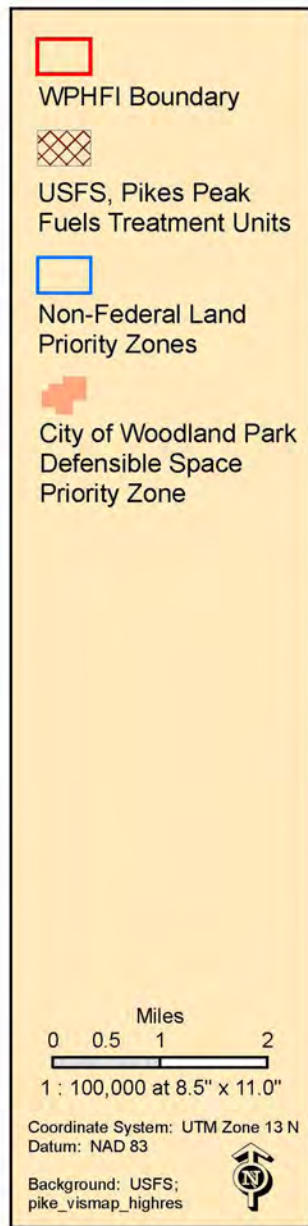 WPHFI Boundary
USFS, Pikes Peak
Fuels Treatment Units
Non-Federal Land
Priority Zones
City of Woodland Park
Defensible Space
Priority Zone
Miles
0 0.5 1 2
1 : 100,000 at 8.5" x 11.0"
Coordinate System: UTM Zone 13 N
Datum: NAD 83
Background: USFS;
pike_vismap_highres
N